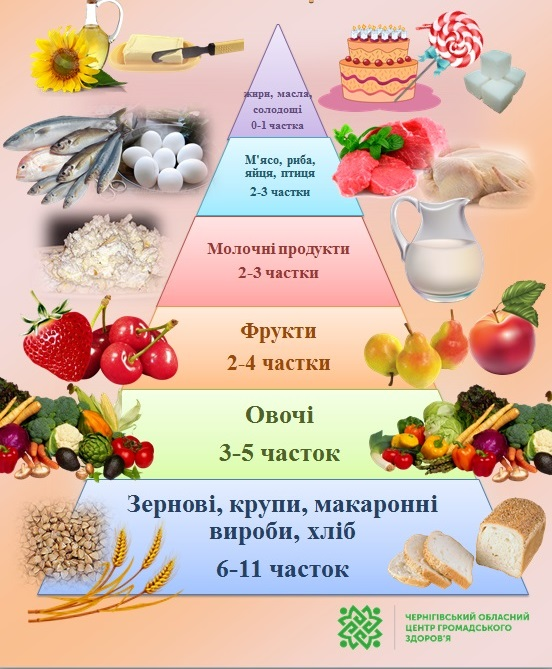 жири, масла,
солодощі
0-1 частка
М'ясо, риба,
яйця, птиця
2-3 частки
Молочні продукти
2-3 частки
Фрукти
2-4 частки
Овочі
3-5 часток
Зернові, крупи, макаронні
вироби, хліб
6-11 часток
ЧЕРНІГІВСЬКИЙ ОБЛАСНИЙ
ЦЕНТР ГРОМАДСЬКОГО
ЗДОРОВ'Я